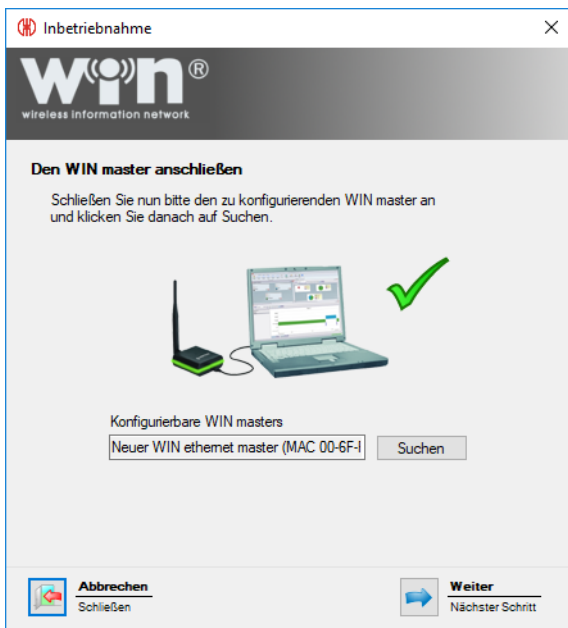 Inbetriebnahme
WIN®
wireless information network
Den WIN master anschließen
Schließen Sie nun bitte den zu konfigurierenden WIN master an
und klicken Sie danach auf Suchen.
Konfigurierbare WIN masters
Neuer WIN ethernet master (MAC 00-6F-
Suchen
Abbrechen
Schließen
Weiter
Nächster Schritt